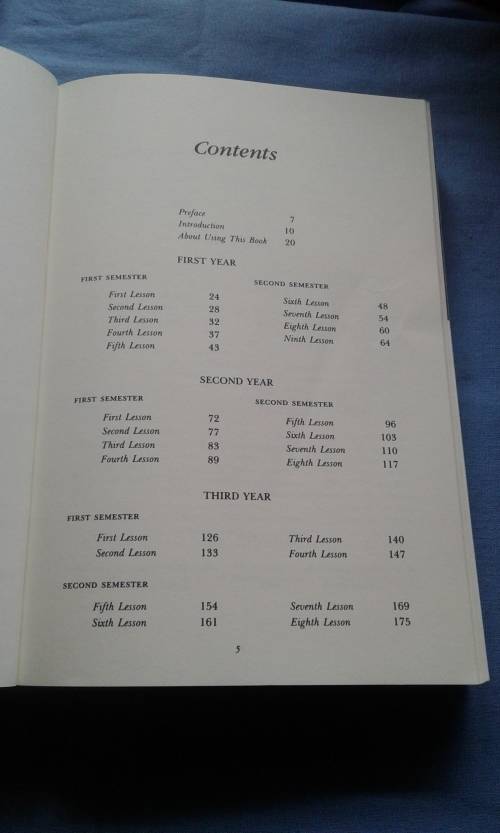 Contents
Preface 7
Introduction 10
About Using This Book 20
FIRST YEAR
FIRST SEMESTER
First Lesson 24
Second Lesson 28
Third Lesson 32
Fourth Lesson 37
Fifth Lesson 43
SECOND SEMESTER
Sixth Lesson 48
Seventh Lesson 54
Eighth Lesson 60
Ninth Lesson 64
SECOND YEAR
FIRST SEMESTER
First Lesson 72
Second Lesson 77
Third Lesson 83
Fourth Lesson 89
SECOND SEMESTER
Fifth Lesson 96
Sixth Lesson 103
Seventh Lesson 110
Eighth Lesson 117
THIRD YEAR
FIRST SEMESTER
First Lesson 126
Second Lesson 133
Third Lesson 140
Fourth Lesson 147
SECOND SEMESTER
Fifth Lesson 154
Sixth Lesson 161
Seventh Lesson 169
Eighth Lesson 175
5